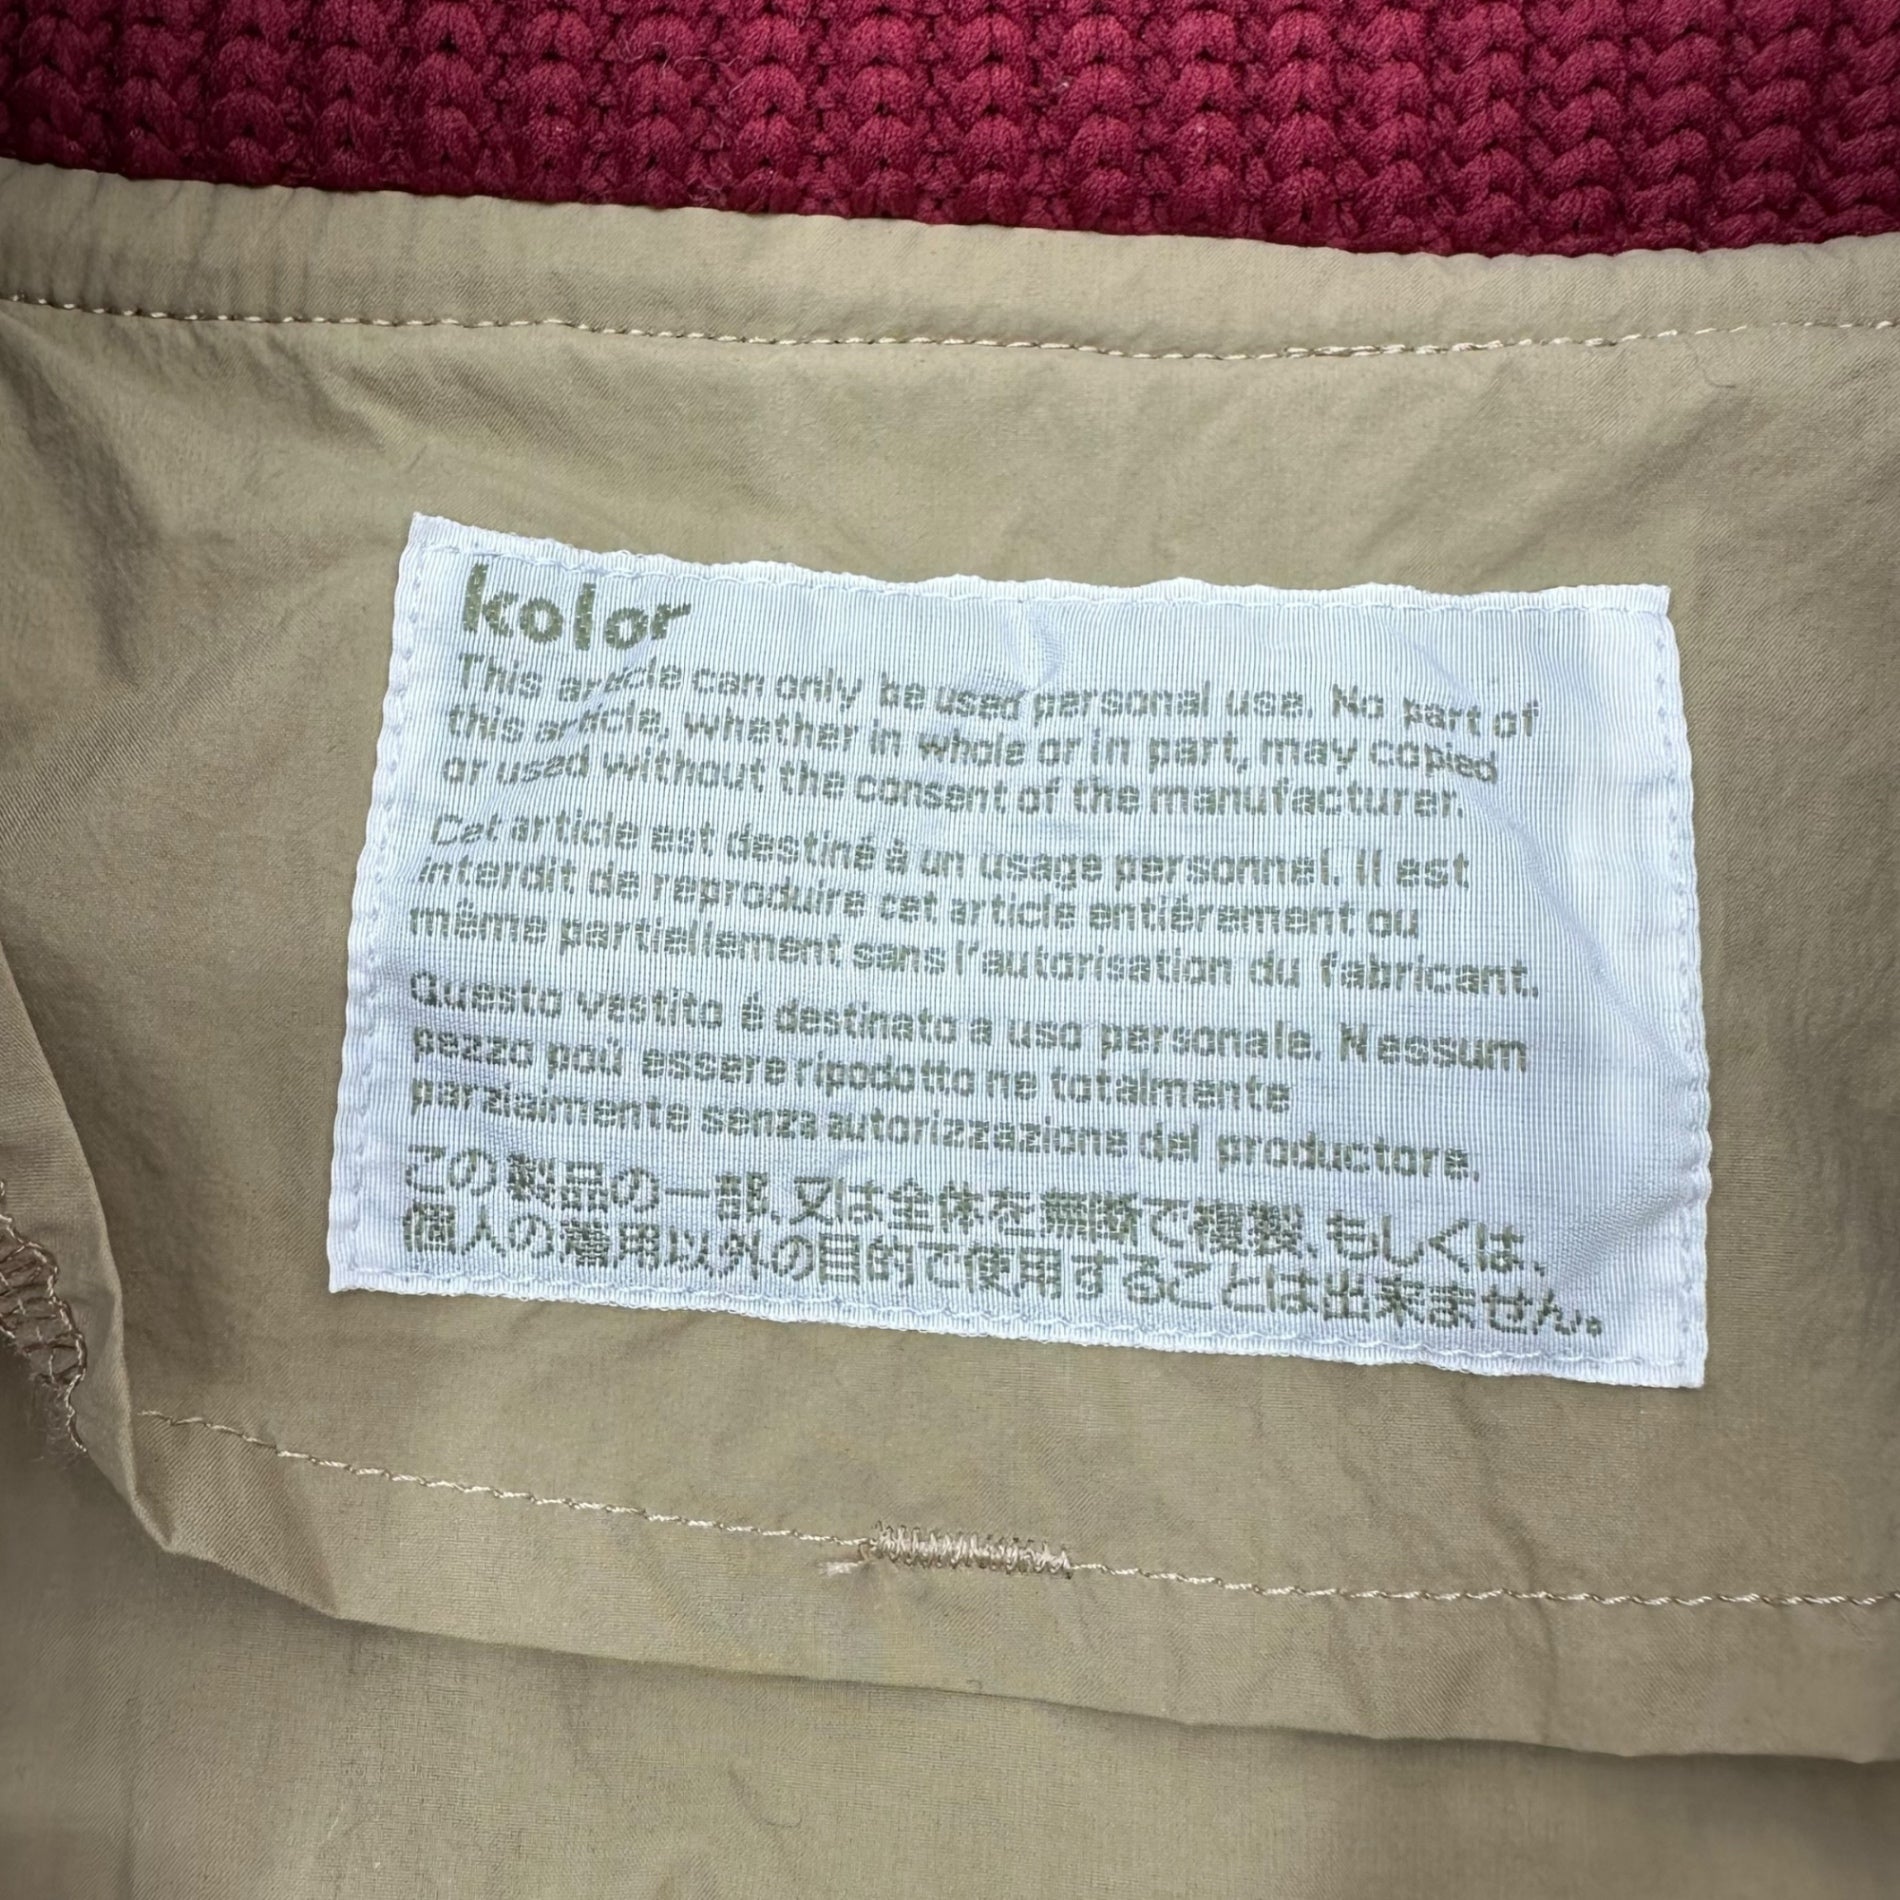 kolor
This article can only be used personal use. No part of
this article, whether in whole or in part, may copied
or used without the consent of the manufacturer.
Cet article est destiné à un usage personnel. Il est
interdit de reproduire cet article entiérement ou
même partiellement sans l'autorisation du fabricant.
Questo vestito é destinato a uso personale. Nessum
pezzo poù essere ripodotto ne totalmente
parzialmente senza autorizzazione del productore.
この製品の一部、又は全体を無断で複製、もしくは、
個人の着用以外の目的で使用することは出来ません。